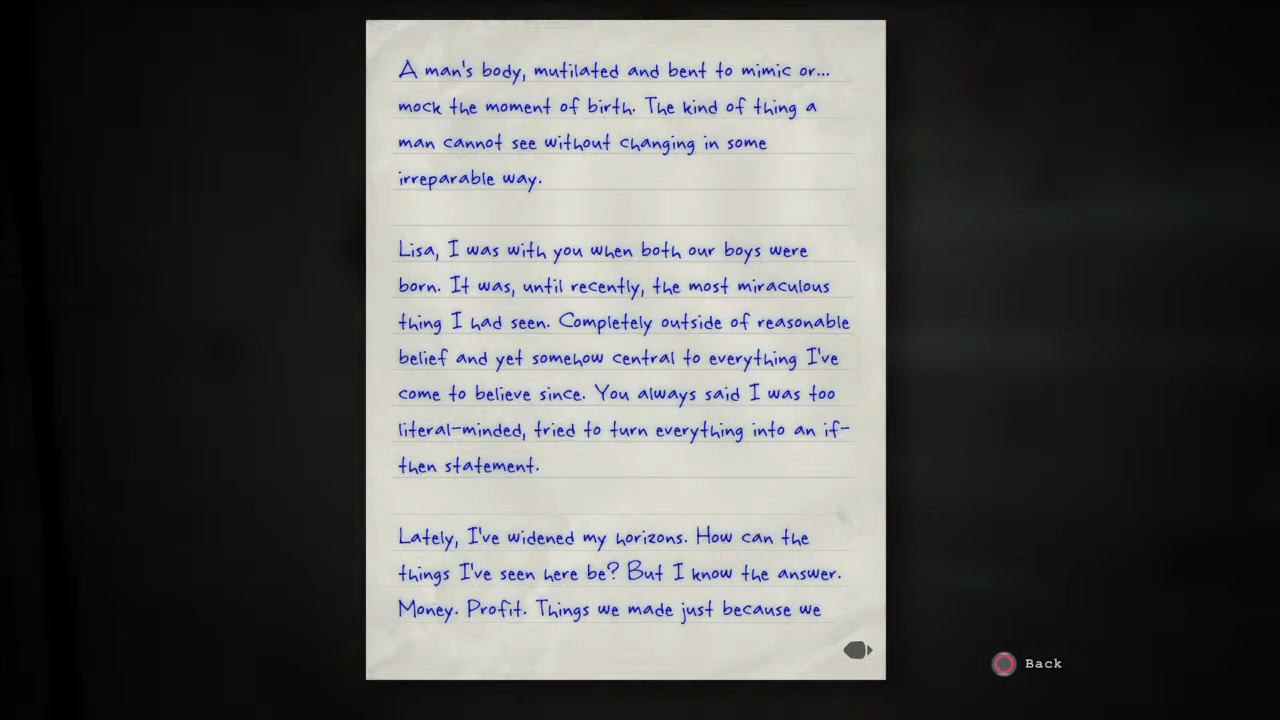 A man's body, mutilated and bent to mimic or...
mock the moment of birth. The kind of thing a
man cannot see without changing in some
irreparable way.
Lisa, I was with you when both our boys were
born. It was, until recently, the most miraculous
thing I had seen. Completely outside of reasonable
belief and yet somehow central to everything I've
come to believe since. You always said I was too
literal-minded, tried to turn everything into an if-
then statement.
Lately, I've widened my horizons. How can the
things I've seen here be? But I know the answer.
Money. Profit. Things we made just because we
Back